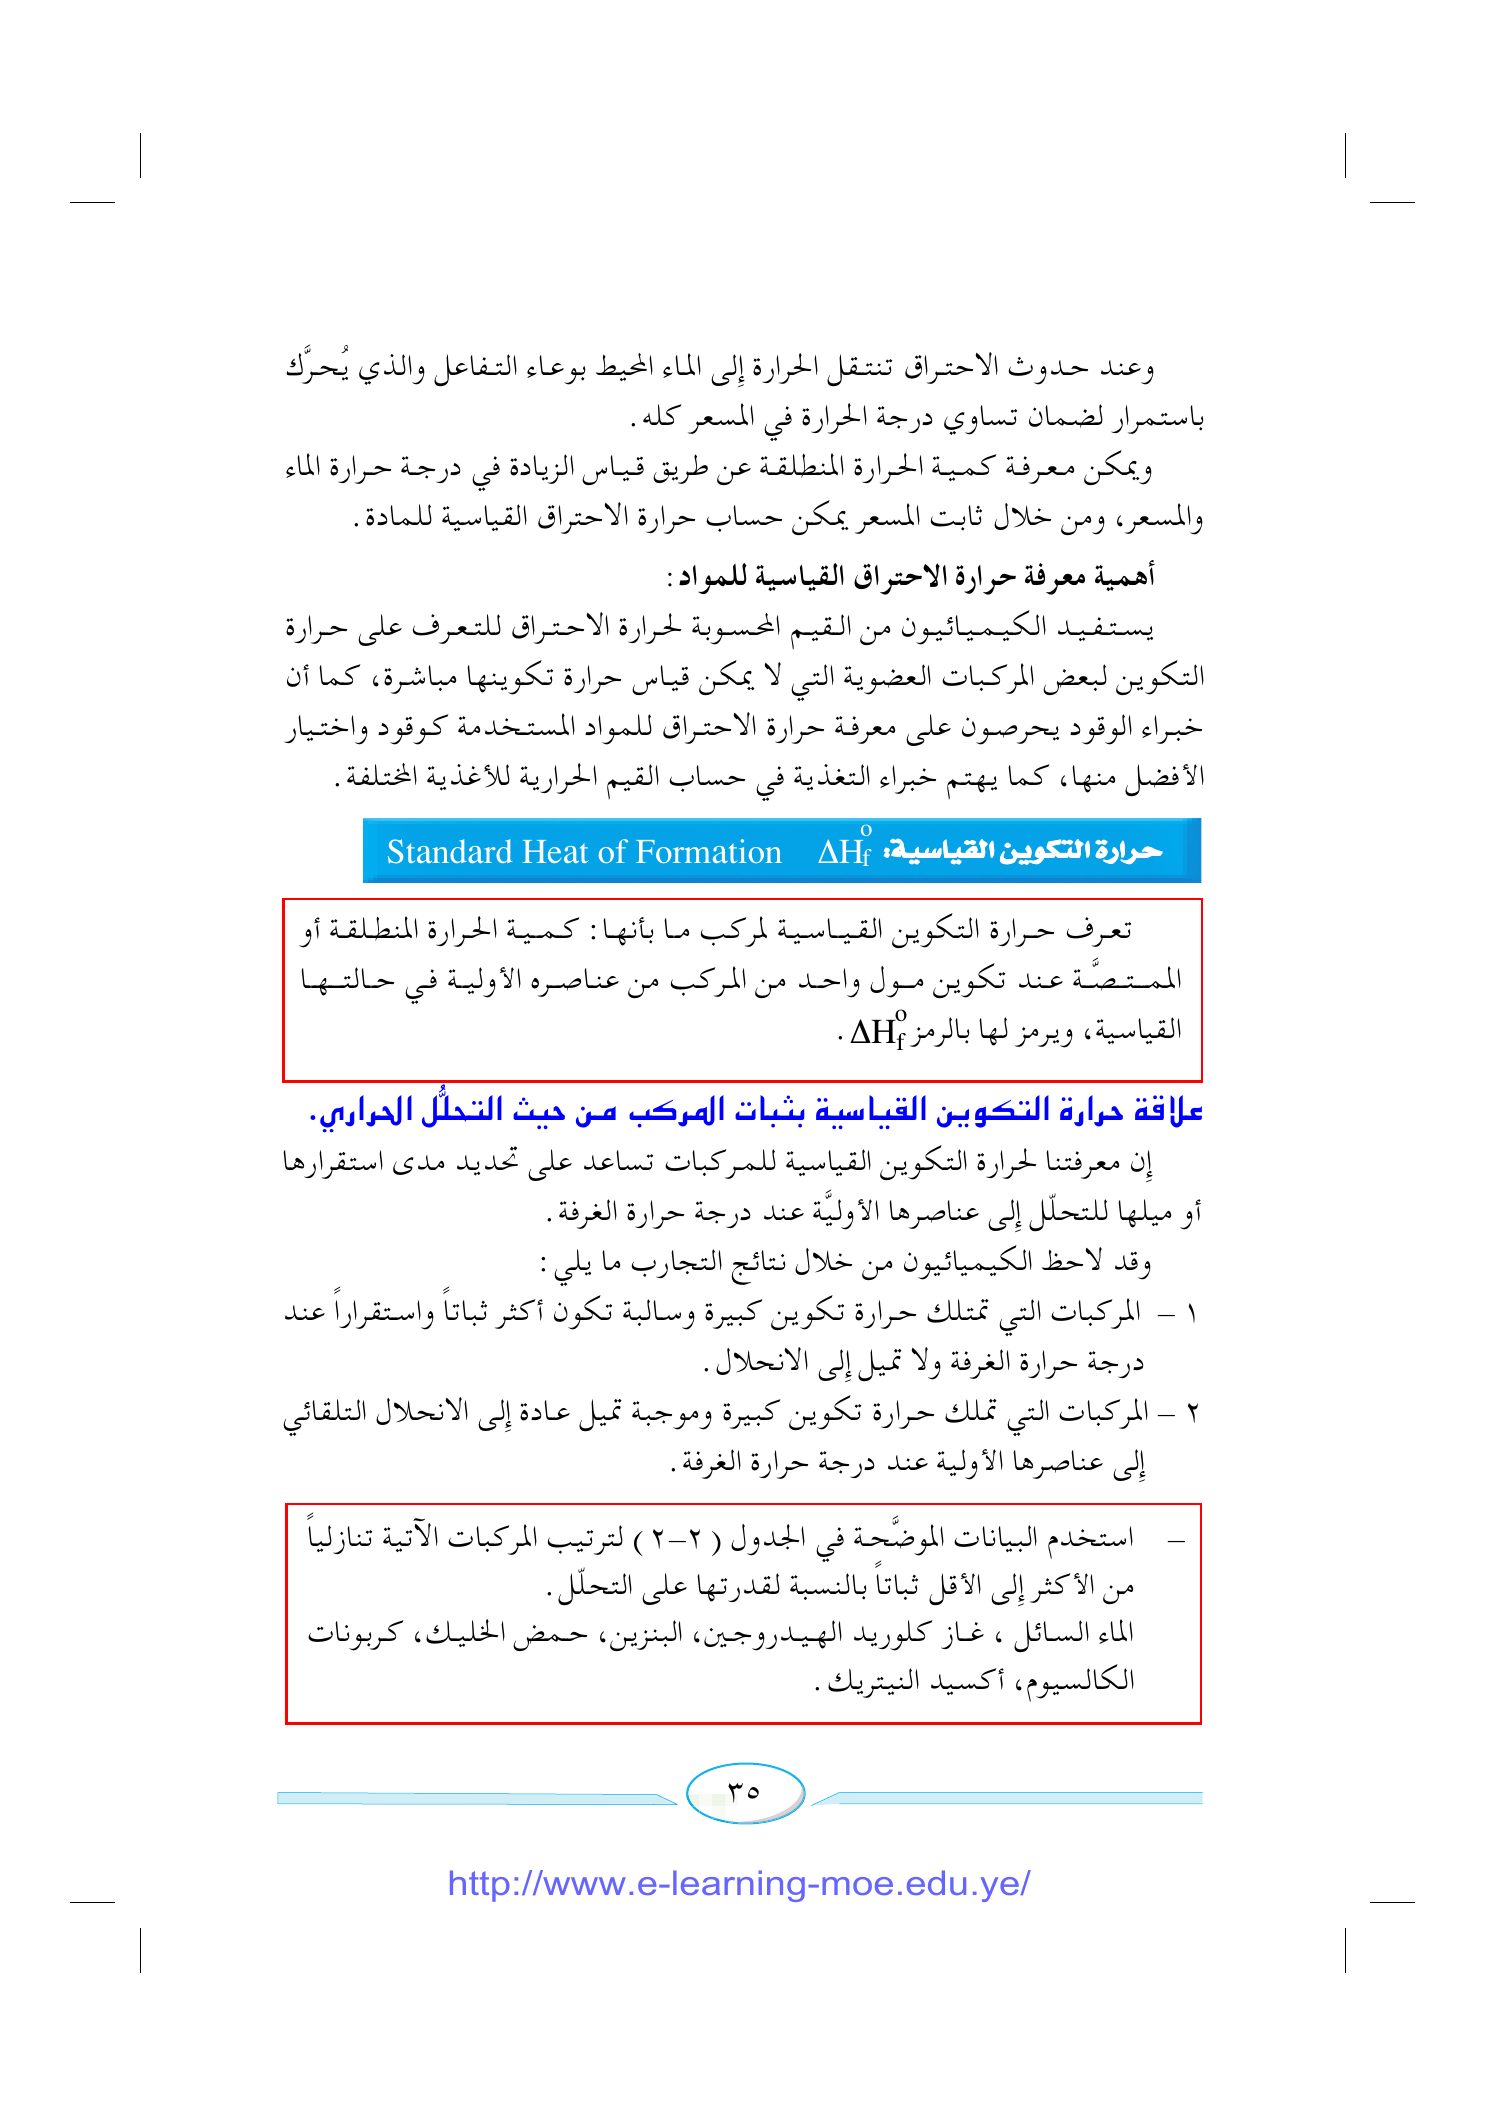 وعند حدوث الاحتراق تنتقل الحرارة إلى الماء المحيط بوعاء التفاعل والذي يُحرَّك
باستمرار لضمان تساوي درجة الحرارة في المسعر كله .
ويمكن معرفة كمية الحرارة المنطلقة عن طريق قياس الزيادة في درجة حرارة الماء
والمسعر، ومن خلال ثابت المسعر يمكن حساب حرارة الاحتراق القياسية للمادة .
أهمية معرفة حرارة الاحتراق القياسية للمواد :
يستفيد الكيميائيون من القيم المحسوبة لحرارة الاحتراق للتعرف على حرارة
التكوين لبعض المركبات العضوية التي لا يمكن قياس حرارة تكوينها مباشرة، كما أن
خبراء الوقود يحرصون على معرفة حرارة الاحتراق للمواد المستخدمة كوقود واختيار
الأفضل منها، كما يهتم خبراء التغذية في حساب القيم الحرارية للأغذية المختلفة .
حرارة التكوين القياسية: ΔH°f Standard Heat of Formation
تعرف حرارة التكوين القياسية لمركب ما بأنها : كمية الحرارة المنطلقة أو
الممتصَّة عند تكوين مول واحد من المركب من عناصره الأولية في حالتها
القياسية، ويرمز لها بالرمز ΔH°f .
علاقة حرارة التكوين القياسية بثبات المركب من حيث التحلُّل الحراري.
إن معرفتنا لحرارة التكوين القياسية للمركبات تساعد على تحديد مدى استقرارها
أو ميلها للتحلّل إلى عناصرها الأوليَّة عند درجة حرارة الغرفة .
وقد لاحظ الكيميائيون من خلال نتائج التجارب ما يلي :
١ – المركبات التي تمتلك حرارة تكوين كبيرة وسالبة تكون أكثر ثباتاً واستقراراً عند
درجة حرارة الغرفة ولا تميل إلى الانحلال .
٢ – المركبات التي تملك حرارة تكوين كبيرة وموجبة تميل عادة إلى الانحلال التلقائي
إلى عناصرها الأولية عند درجة حرارة الغرفة .
– استخدم البيانات الموضَّحة في الجدول ( ٢–٢ ) لترتيب المركبات الآتية تنازلياً
من الأكثر إلى الأقل ثباتاً بالنسبة لقدرتها على التحلّل .
الماء السائل ، غاز كلوريد الهيدروجين، البنزين، حمض الخليك، كربونات
الكالسيوم، أكسيد النيتريك .
٣٥
http://www.e-learning-moe.edu.ye/